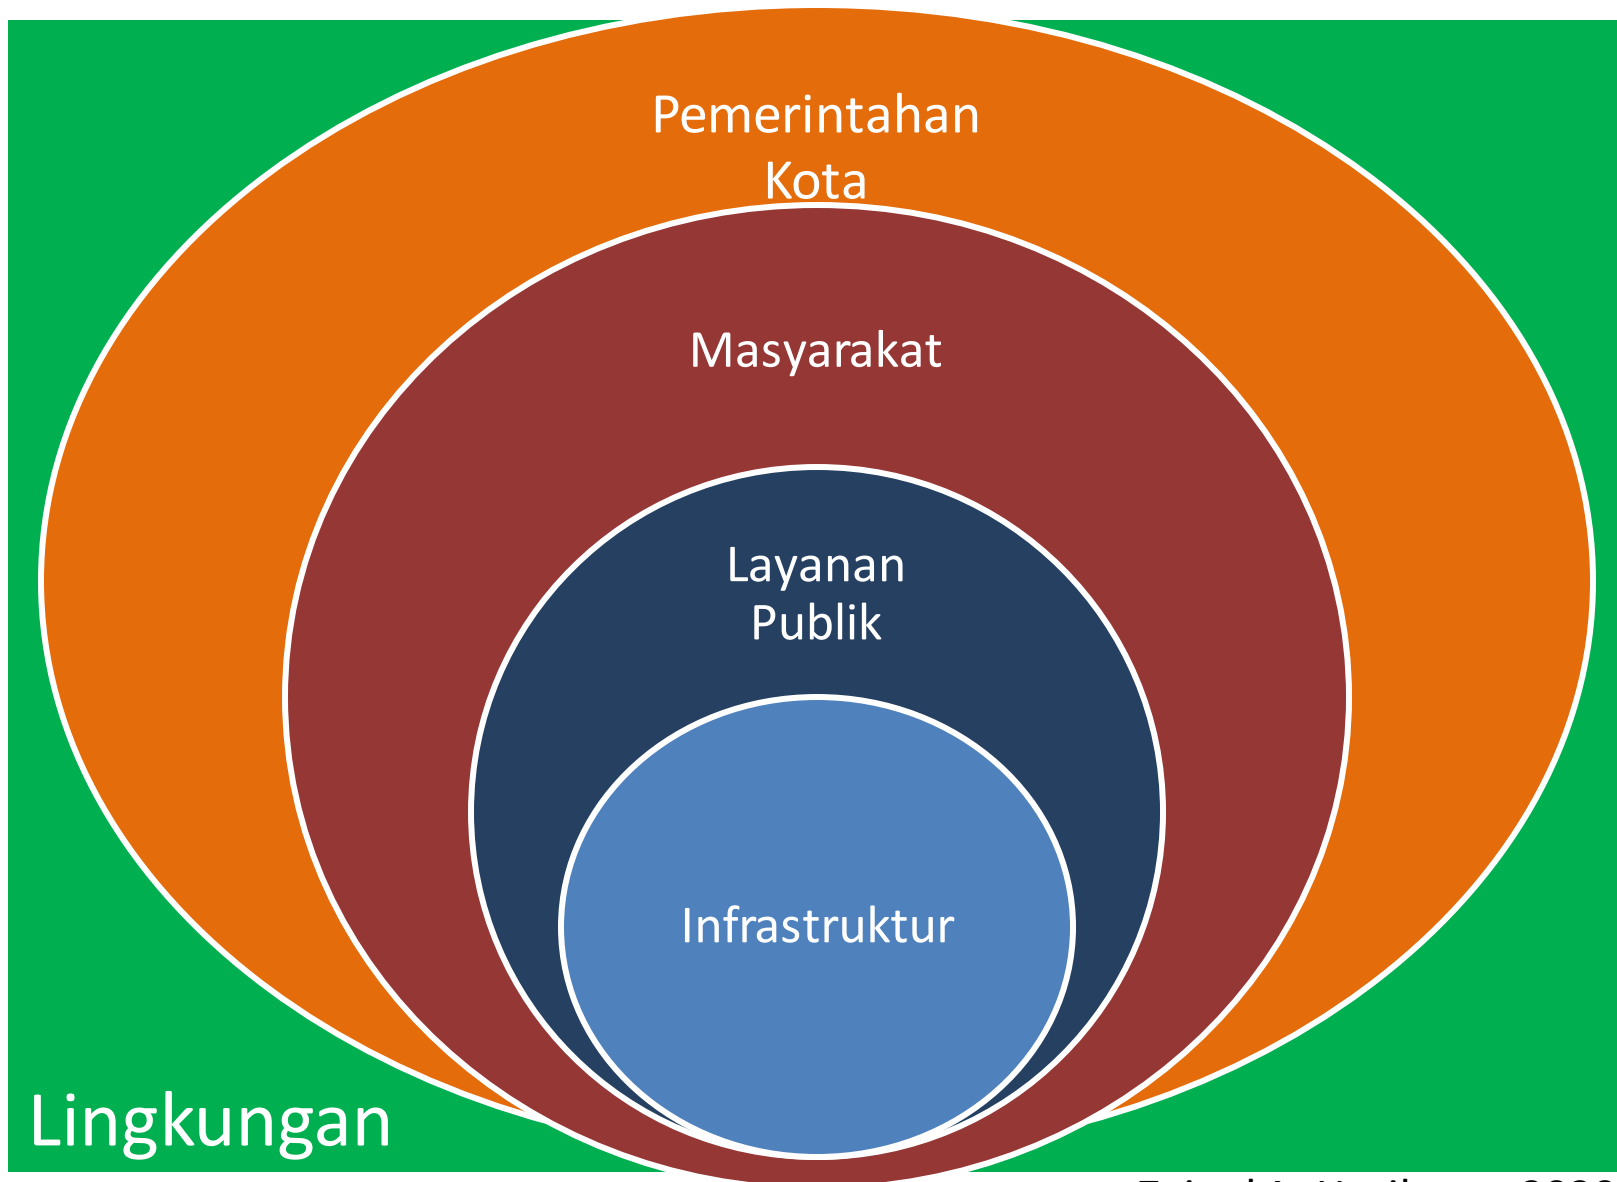 Pemerintahan
Kota
Masyarakat
Layanan
Publik
Infrastruktur
Lingkungan